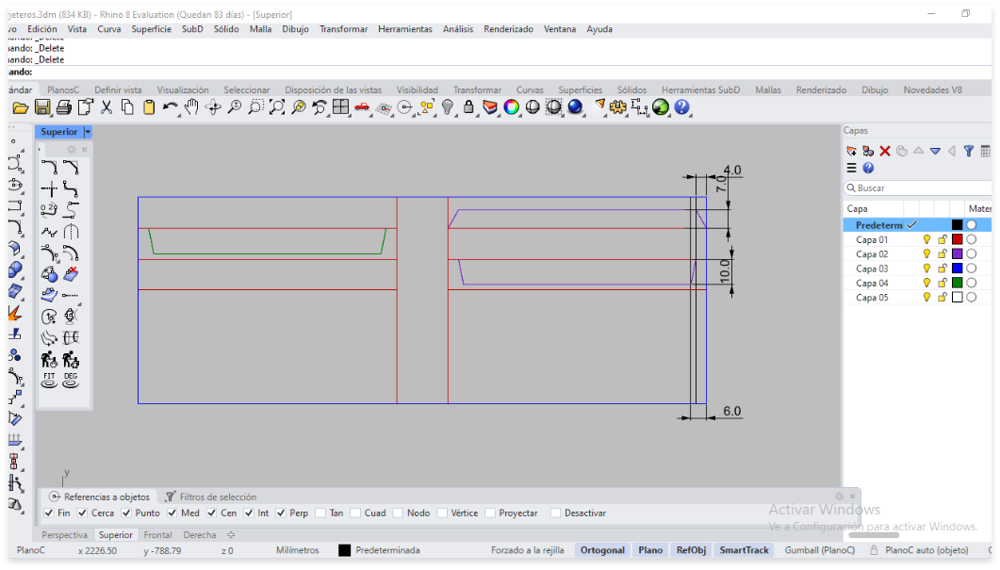 jeteros.3dm (834 KB) - Rhino 8 Evaluation (Quedan 83 días) - [Superior]
vo Edición Vista Curva Superficie SubD Sólido Malla Dibujo Transformar Herramientas Análisis Renderizado Ventana Ayuda
ando: _Delete
ando: _Delete
ando:
ándar PlanosC Definir vista Visualización Seleccionar Disposición de las vistas Visibilidad Transformar Curvas Superficies Sólidos Herramientas SubD Mallas Renderizado Dibujo Novedades V8
Superior
Capas
Buscar
Capa Mater
Predeterm
Capa 01
Capa 02
Capa 03
Capa 04
Capa 05
4.0
7.0
10.0
6.0
FIT DEG
y
Referencias a objetos Filtros de selección
Fin Cerca Punto Med Cen Int Perp Tan Cuad Nodo Vértice Proyectar Desactivar
Activar Windows
Ve a Configuración para activar Windows.
Perspectiva Superior Frontal Derecha
PlanoC x 2226.50 y -788.79 z 0 Milímetros Predeterminada Forzado a la rejilla Ortogonal Plano RefObj SmartTrack Gumball (PlanoC) PlanoC auto (objeto)